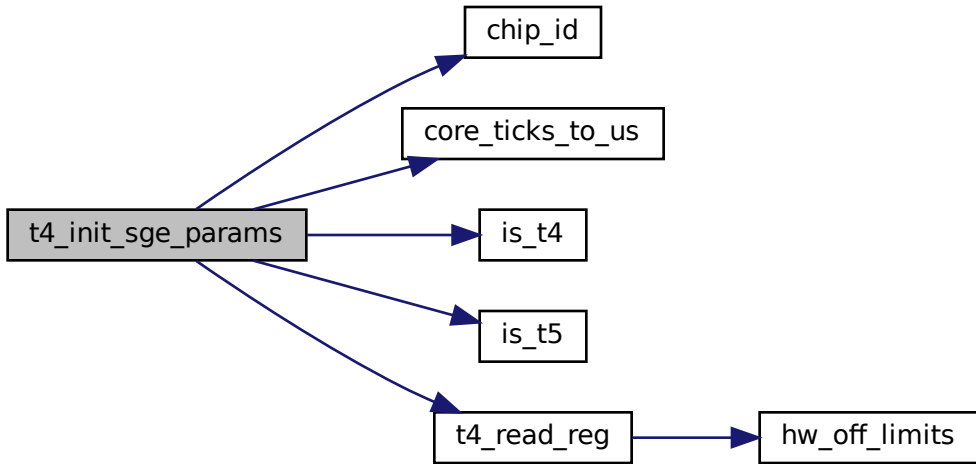 chip_id
core_ticks_to_us
t4_init_sge_params
is_t4
is_t5
t4_read_reg
hw_off_limits